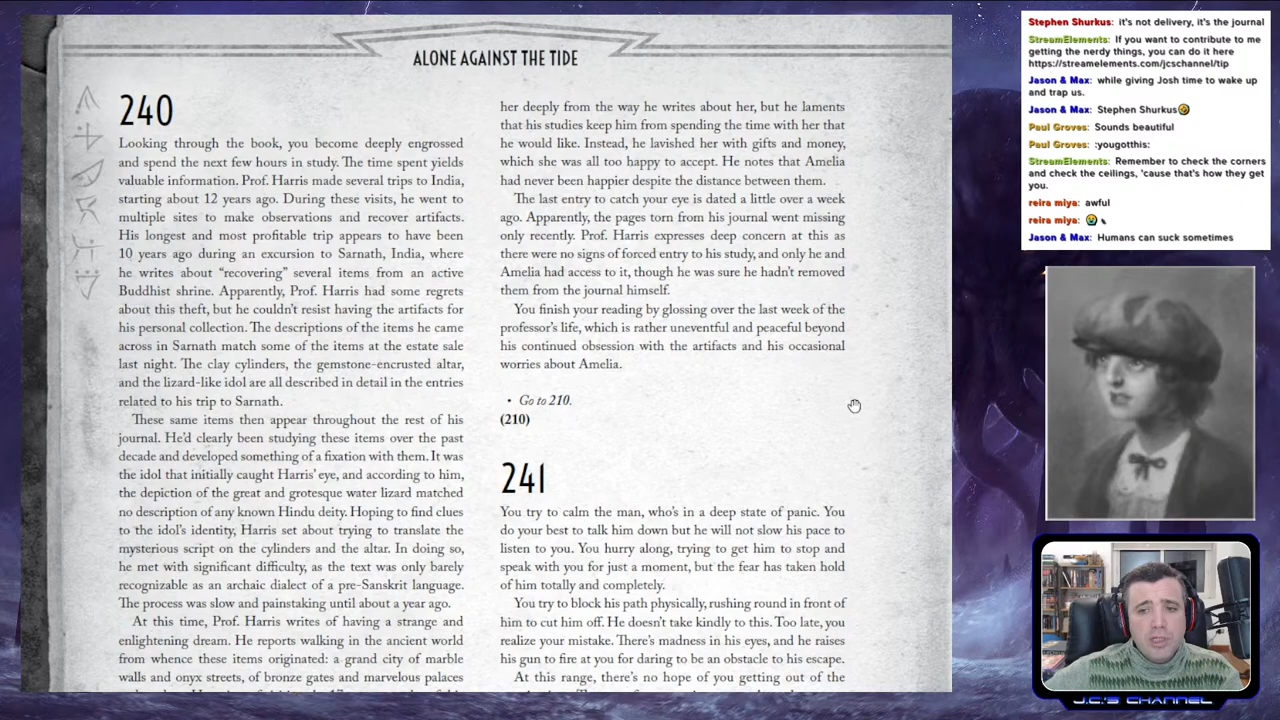 ALONE AGAINST THE TIDE
240
Looking through the book, you become deeply engrossed
and spend the next few hours in study. The time spent yields
valuable information. Prof. Harris made several trips to India,
starting about 12 years ago. During these visits, he went to
multiple sites to make observations and recover artifacts.
His longest and most profitable trip appears to have been
10 years ago during an excursion to Sarnath, India, where
he writes about “recovering” several items from an active
Buddhist shrine. Apparently, Prof. Harris had some regrets
about this theft, but he couldn’t resist having the artifacts for
his personal collection. The descriptions of the items he came
across in Sarnath match some of the items at the estate sale
last night. The clay cylinders, the gemstone-encrusted altar,
and the lizard-like idol are all described in detail in the entries
related to his trip to Sarnath.
These same items then appear throughout the rest of his
journal. He’d clearly been studying these items over the past
decade and developed something of a fixation with them. It was
the idol that initially caught Harris’ eye, and according to him,
the depiction of the great and grotesque water lizard matched
no description of any known Hindu deity. Hoping to find clues
to the idol’s identity, Harris set about trying to translate the
mysterious script on the cylinders and the altar. In doing so,
he met with significant difficulty, as the text is only barely
recognizable as an archaic dialect of a pre-Sanskrit language.
The process was slow and painstaking until about a year ago.
At this time, Prof. Harris writes of having a strange and
enlightening dream. He reports walking in the ancient world
from whence these items originated: a grand city of marble
walls and onyx streets, of bronze gates and marvelous palaces
her deeply from the way he writes about her, but he laments
that his studies keep him from spending the time with her that
he would like. Instead, he lavished her with gifts and money,
which she was all too happy to accept. He notes that Amelia
had never been happier despite the distance between them.
The last entry to catch your eye is dated a little over a week
ago. Apparently, the pages torn from his journal went missing
only recently. Prof. Harris expresses deep concern at this as
there were no signs of forced entry to his study, and only he and
Amelia had access to it, though he was sure he hadn’t removed
them from the journal himself.
You finish your reading by glossing over the last week of the
professor’s life, which is rather uneventful and peaceful beyond
his continued obsession with the artifacts and his occasional
worries about Amelia.
• Go to 210.
(210)
241
You try to calm the man, who’s in a deep state of panic. You
do your best to talk him down but he will not slow his pace to
listen to you. You hurry along, trying to get him to stop and
speak with you for just a moment, but the fear has taken hold
of him totally and completely.
You try to block his path physically, rushing round in front of
him to cut him off. He doesn’t take kindly to this. Too late, you
realize your mistake. There’s madness in his eyes, and he raises
his gun to fire at you for daring to be an obstacle to his escape.
At this range, there’s no hope of you getting out of the
Stephen Shurkus: it's not delivery, it's the journal
StreamElements: If you want to contribute to me
getting the nerdy things, you can do it here
https://streamelements.com/jcschannel/tip
Jason & Max: while giving Josh time to wake up
and trap us.
Jason & Max: Stephen Shurkus🤣
Paul Groves: Sounds beautiful
Paul Groves: :yougotthis:
StreamElements: Remember to check the corners
and check the ceilings, 'cause that's how they get
you.
reira miya: awful
reira miya: 😭
Jason & Max: Humans can suck sometimes
J.C.'S CHANNEL